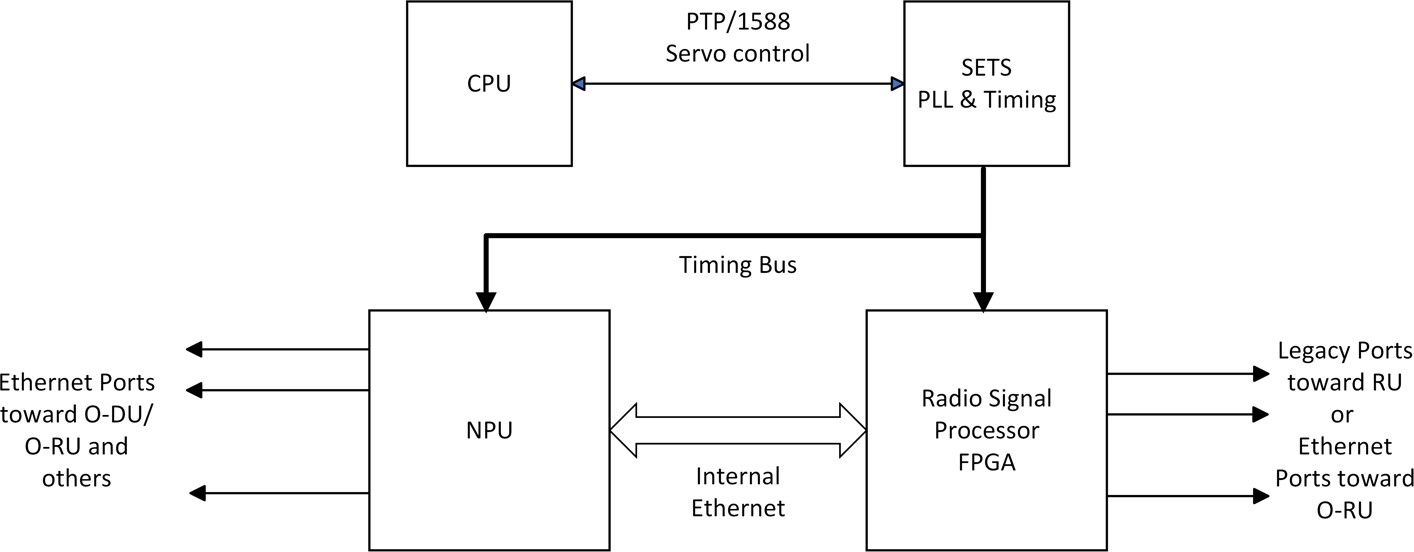 PTP/1588
Servo control
CPU
SETS
PLL & Timing
Timing Bus
Ethernet Ports
toward O-DU/
O-RU and
others
NPU
Internal
Ethernet
Radio Signal
Processor
FPGA
Legacy Ports
toward RU
or
Ethernet
Ports toward
O-RU